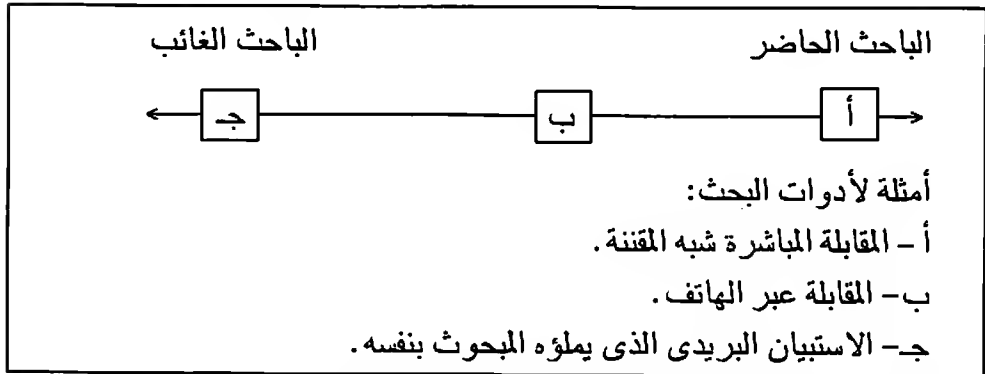 الباحث الحاضر الباحث الغائب
أ ب جـ
أمثلة لأدوات البحث:
أ – المقابلة المباشرة شبه المقننة.
ب– المقابلة عبر الهاتف.
جـ– الاستبيان البريدى الذى يملؤه المبحوث بنفسه.